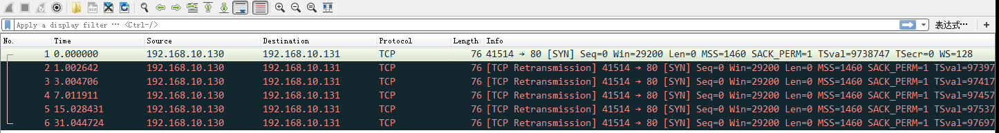 Apply a display filter … <Ctrl-/> 表达式… +
No. Time Source Destination Protocol Length Info
1 0.000000 192.168.10.130 192.168.10.131 TCP 76 41514 → 80 [SYN] Seq=0 Win=29200 Len=0 MSS=1460 SACK_PERM=1 TSval=9738747 TSecr=0 WS=128
2 1.002642 192.168.10.130 192.168.10.131 TCP 76 [TCP Retransmission] 41514 → 80 [SYN] Seq=0 Win=29200 Len=0 MSS=1460 SACK_PERM=1 TSval=97397
3 3.004706 192.168.10.130 192.168.10.131 TCP 76 [TCP Retransmission] 41514 → 80 [SYN] Seq=0 Win=29200 Len=0 MSS=1460 SACK_PERM=1 TSval=97417
4 7.011911 192.168.10.130 192.168.10.131 TCP 76 [TCP Retransmission] 41514 → 80 [SYN] Seq=0 Win=29200 Len=0 MSS=1460 SACK_PERM=1 TSval=97457
5 15.028431 192.168.10.130 192.168.10.131 TCP 76 [TCP Retransmission] 41514 → 80 [SYN] Seq=0 Win=29200 Len=0 MSS=1460 SACK_PERM=1 TSval=97537
6 31.044724 192.168.10.130 192.168.10.131 TCP 76 [TCP Retransmission] 41514 → 80 [SYN] Seq=0 Win=29200 Len=0 MSS=1460 SACK_PERM=1 TSval=97697